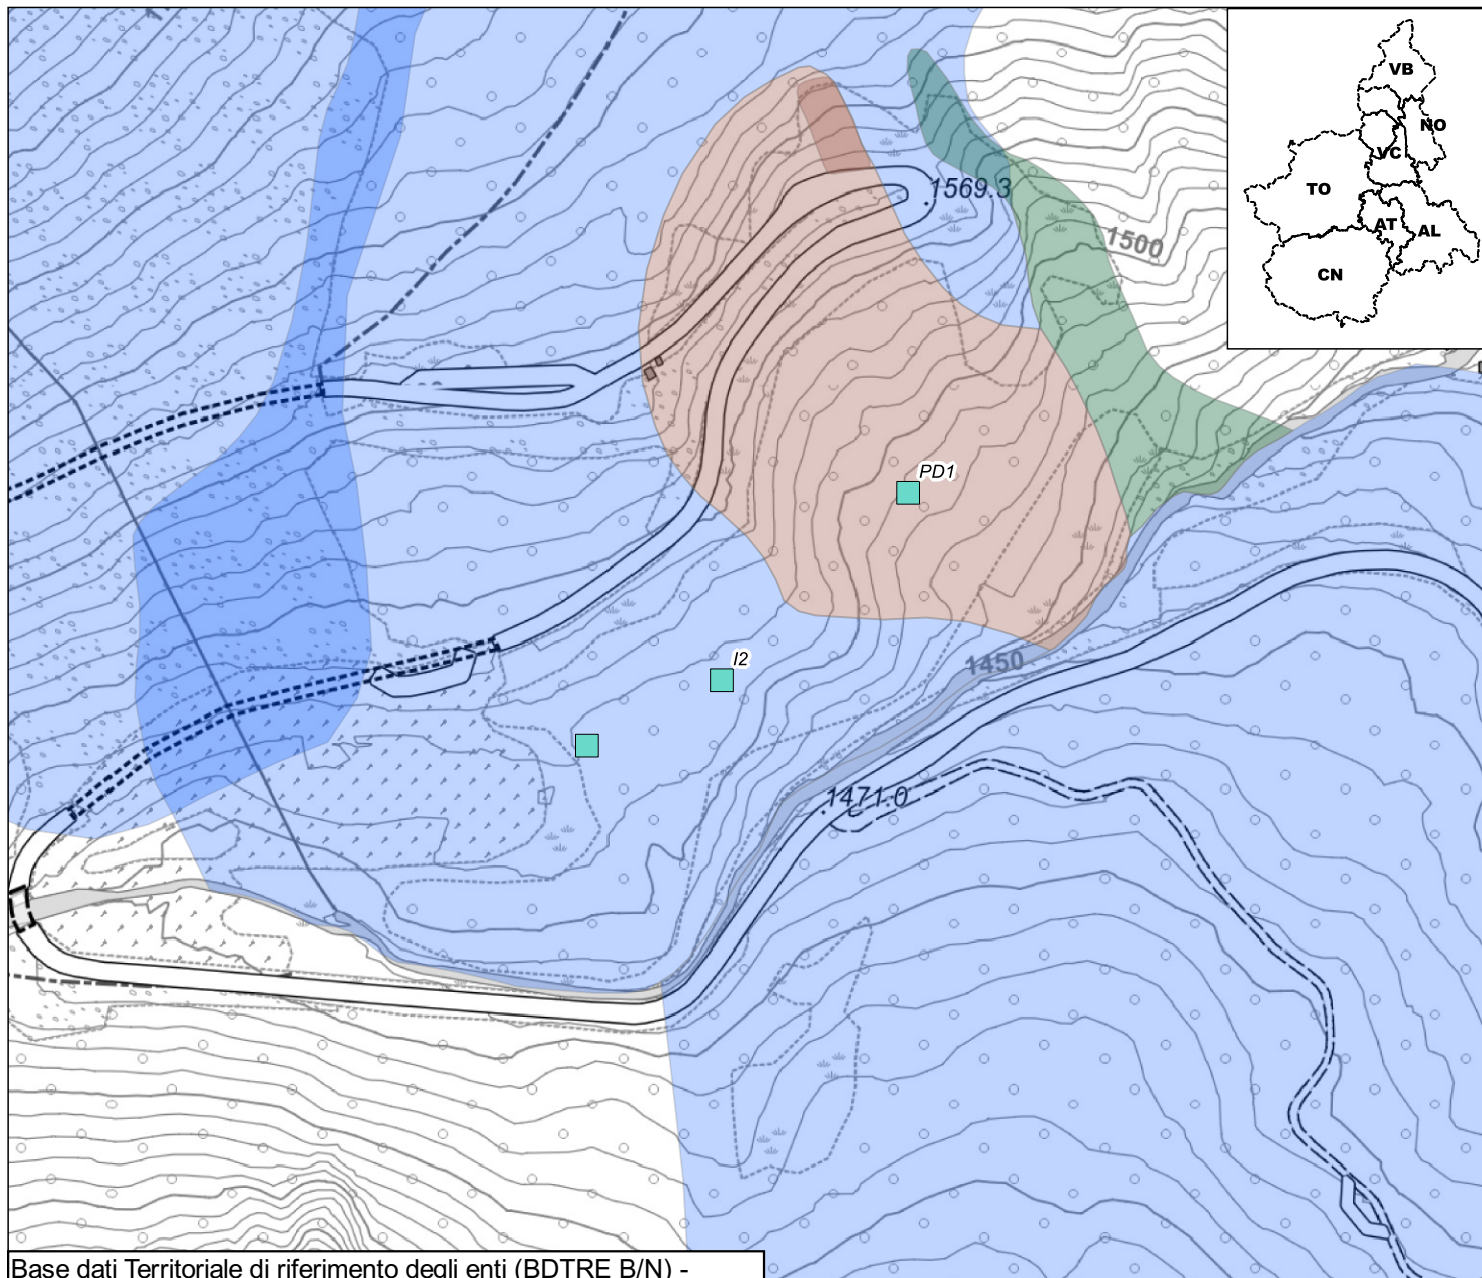 VB
NO
VC
TO
AT
AL
CN
1569.3
1500
PD1
I2
1450
1471.0
Base dati Territoriale di riferimento degli enti (BDTRE B/N) -